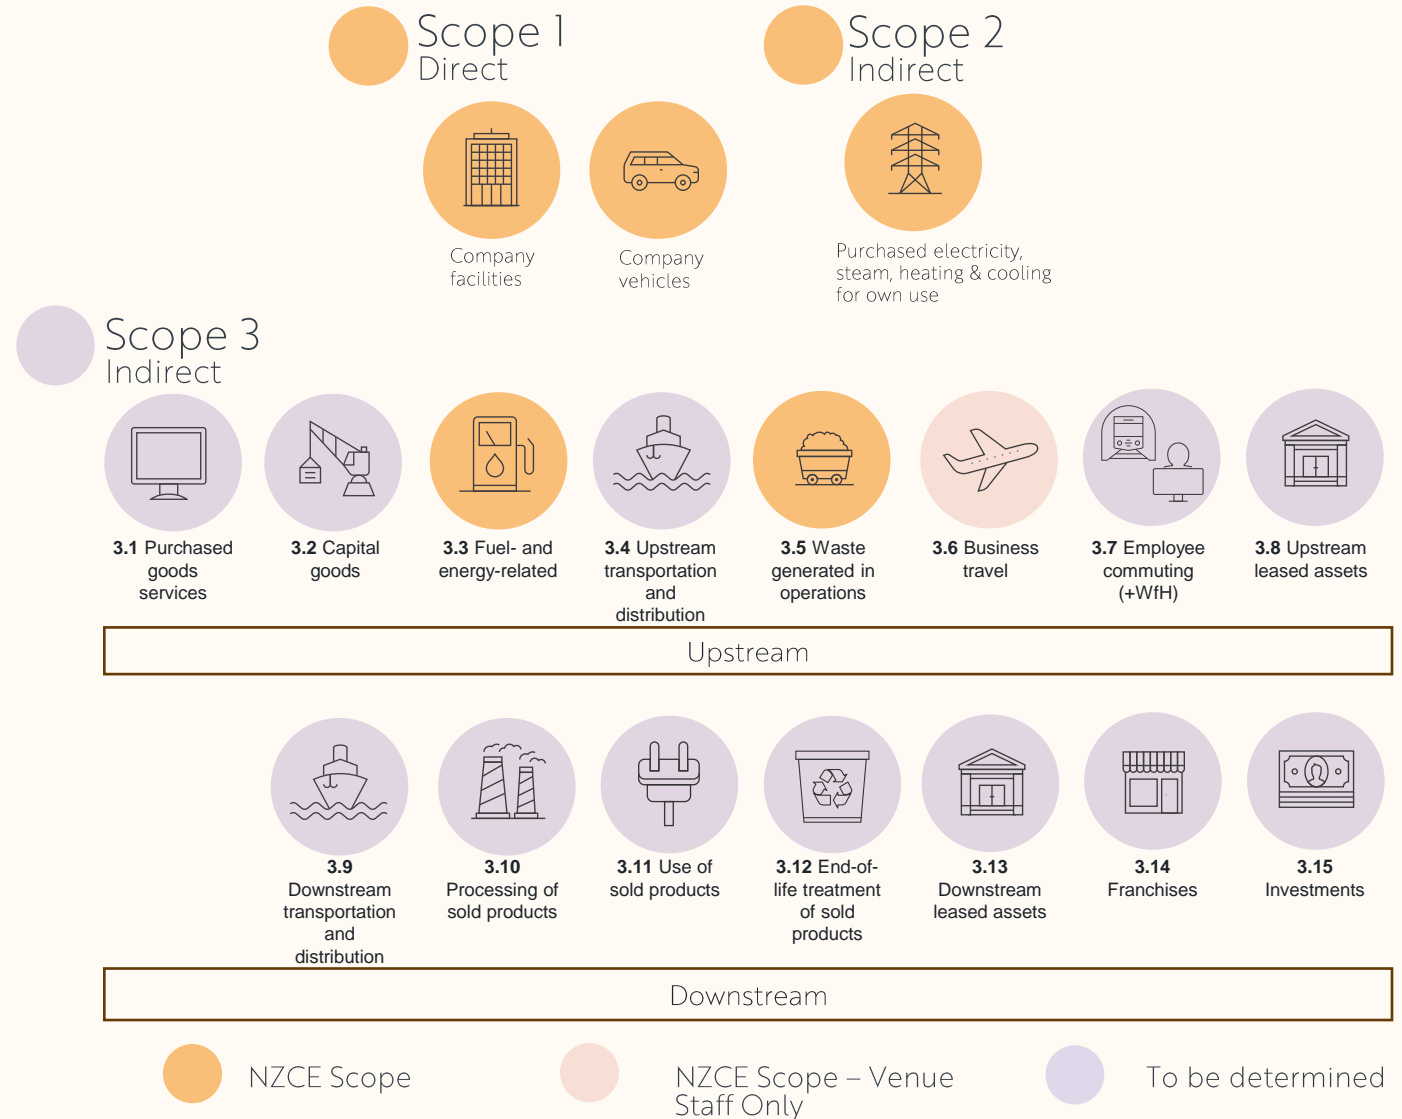 Scope 1
Direct
Scope 2
Indirect
Company
facilities
Company
vehicles
Purchased electricity,
steam, heating & cooling
for own use
Scope 3
Indirect
3.1 Purchased
goods
services
3.2 Capital
goods
3.3 Fuel- and
energy-related
3.4 Upstream
transportation
and
distribution
3.5 Waste
generated in
operations
3.6 Business
travel
3.7 Employee
commuting
(+WfH)
3.8 Upstream
leased assets
Upstream
3.9
Downstream
transportation
and
distribution
3.10
Processing of
sold products
3.11 Use of
sold products
3.12 End-of-
life treatment
of sold
products
3.13
Downstream
leased assets
3.14
Franchises
3.15
Investments
Downstream
NZCE Scope
NZCE Scope – Venue
Staff Only
To be determined